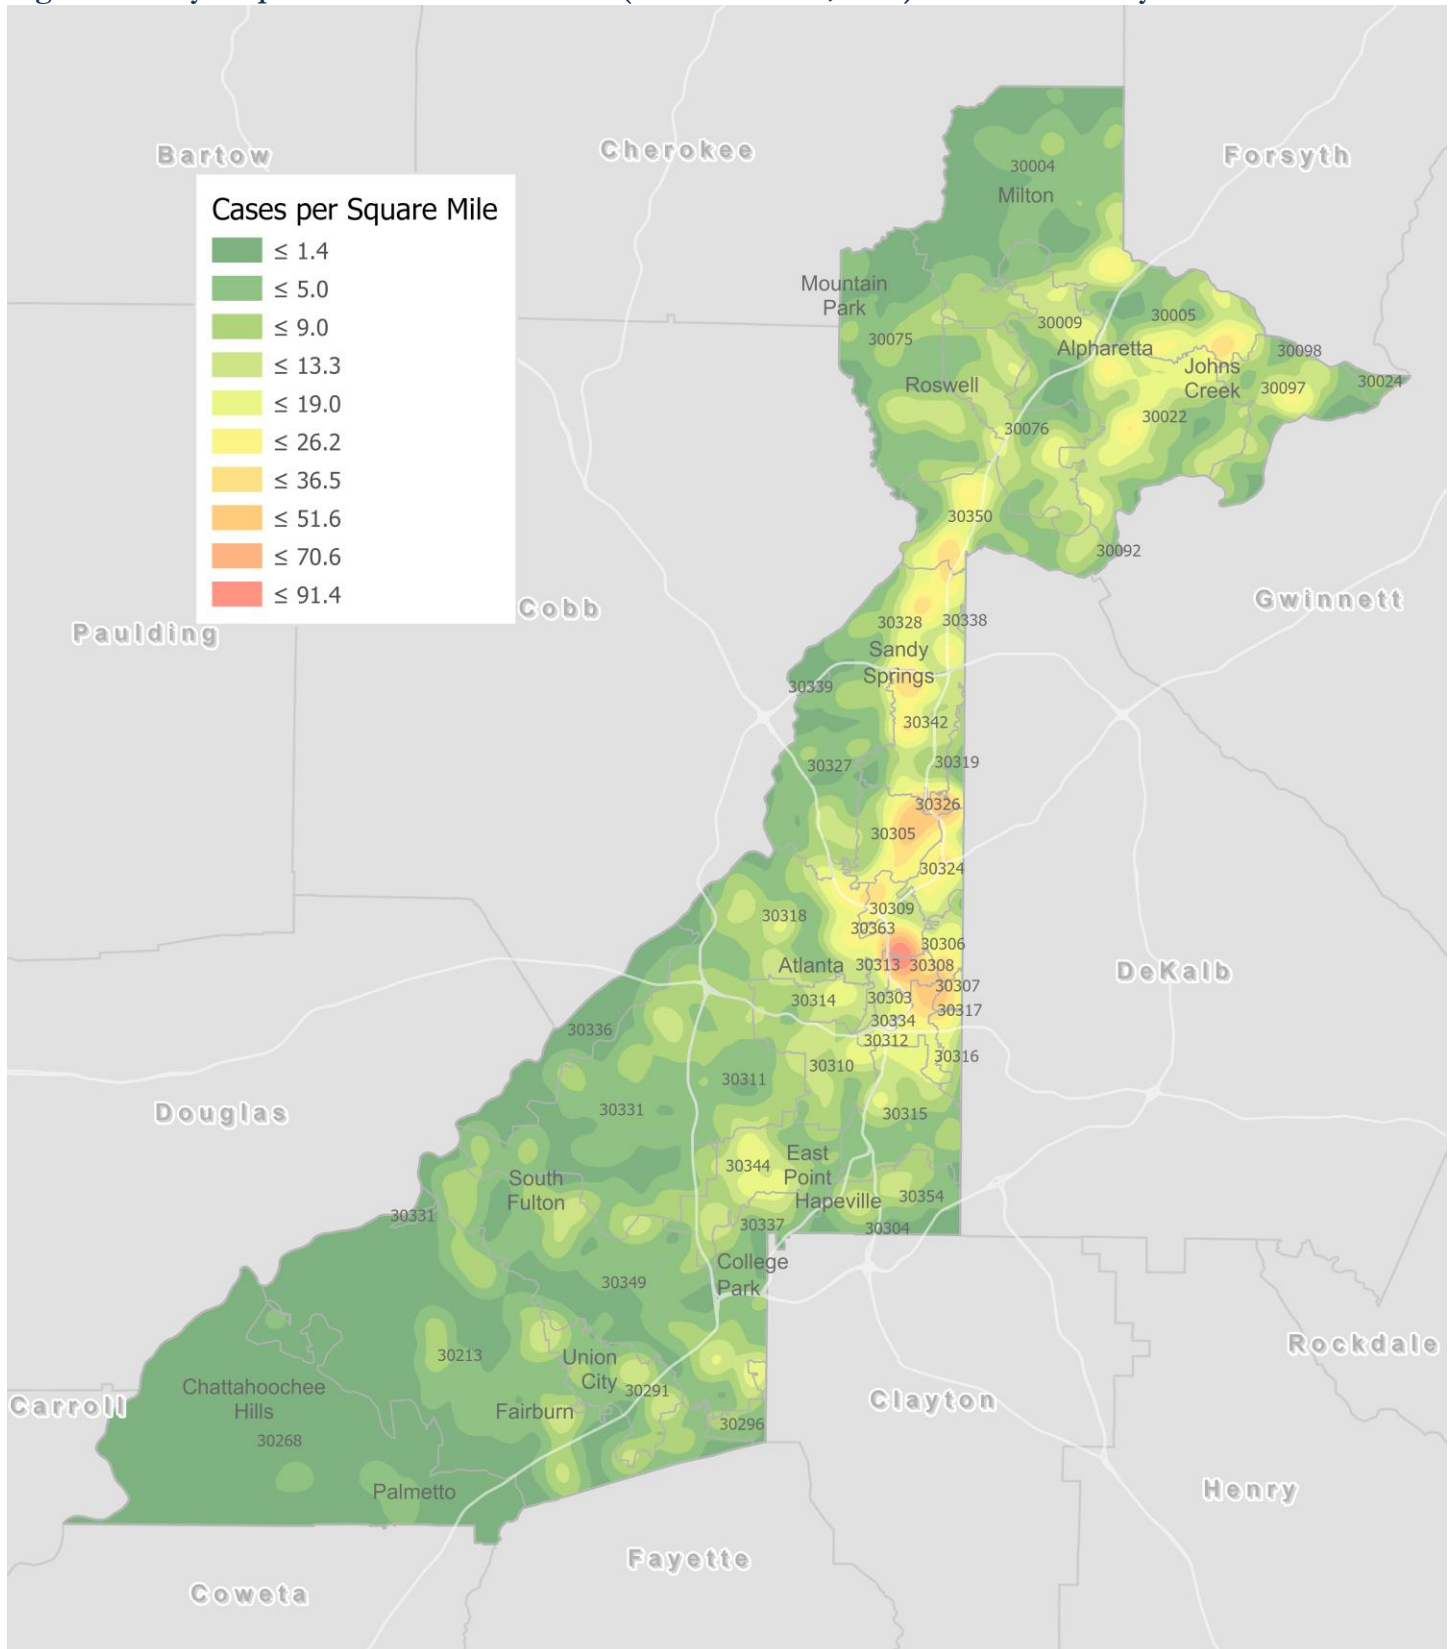 Bartow
Cherokee
Forsyth
Cases per Square Mile
≤ 1.4
≤ 5.0
≤ 9.0
≤ 13.3
≤ 19.0
≤ 26.2
≤ 36.5
≤ 51.6
≤ 70.6
≤ 91.4
30004
Milton
Mountain
Park
30075
30009
30005
Alpharetta
30098
Johns
Creek
30097
30024
Roswell
30022
30076
30350
30092
Paulding
Cobb
Gwinnett
30328
30338
Sandy
Springs
30339
30342
30327
30319
30326
30305
30324
30318
30309
30363
30306
Atlanta
30313
30308
DeKalb
30307
30314
30303
30317
30334
30336
30312
30316
30310
30311
Douglas
30331
30315
30344
East
Point
South
Fulton
Hapeville
30354
30331
30337
30304
College
Park
30349
Rockdale
30213
Union
City
30291
Chattahoochee
Hills
Carroll
Fairburn
Clayton
30296
30268
Palmetto
Henry
Fayette
Coweta